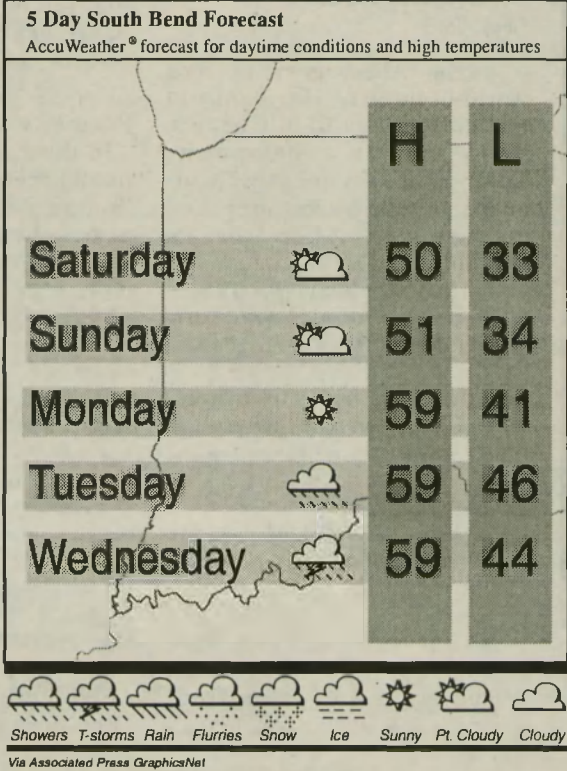 5 Day South Bend Forecast
AccuWeather® forecast for daytime conditions and high temperatures
H L
Saturday 50 33
Sunday 51 34
Monday 59 41
Tuesday 59 46
Wednesday 59 44
Showers T-storms Rain Flurries Snow Ice Sunny Pt. Cloudy Cloudy
Via Associated Press GraphicsNet